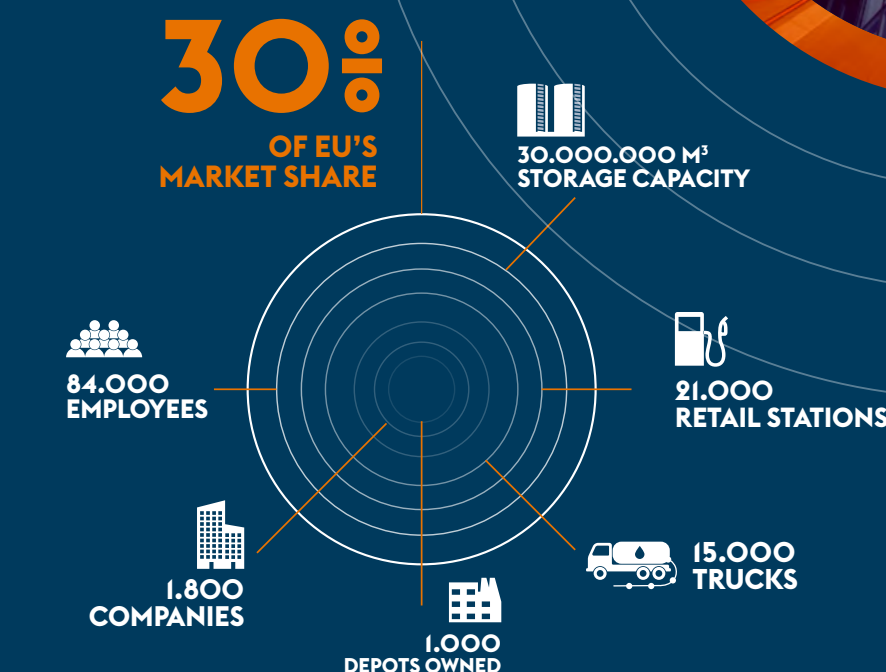 30%
OF EU'S
MARKET SHARE
30.000.000 M³
STORAGE CAPACITY
84.000
EMPLOYEES
21.000
RETAIL STATIONS
1.800
COMPANIES
15.000
TRUCKS
1.000
DEPOTS OWNED